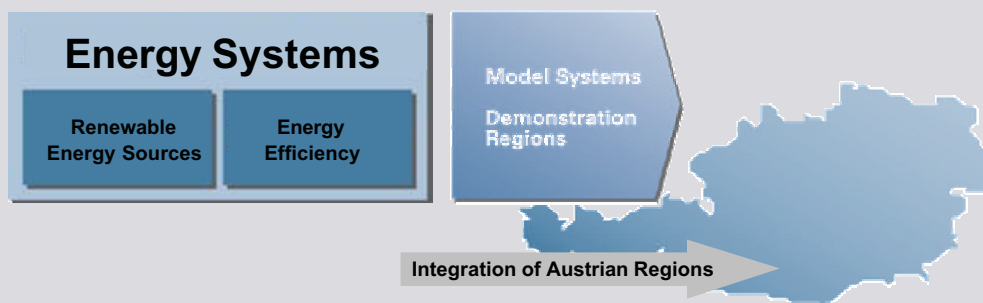 Energy Systems
Renewable
Energy Sources
Energy
Efficiency
Model Systems
Demonstration
Regions
Integration of Austrian Regions